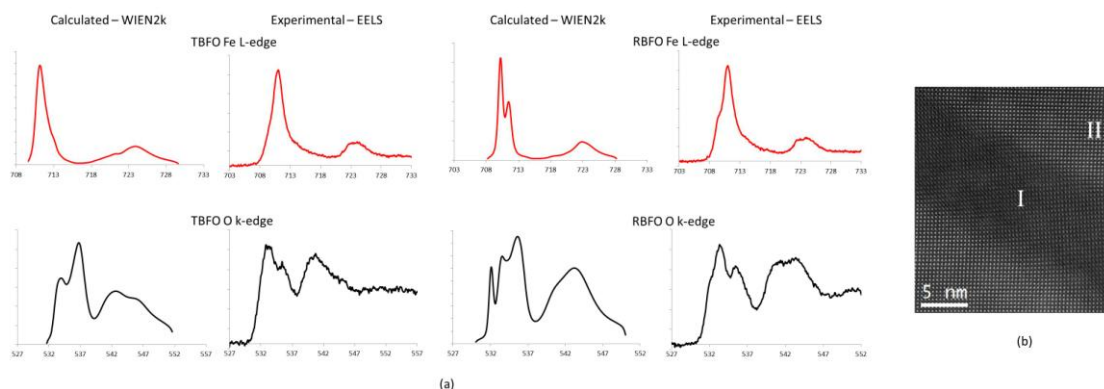 Calculated – WIEN2k
Experimental – EELS
Calculated – WIEN2k
Experimental – EELS
TBFO Fe L-edge
RBFO Fe L-edge
708 713 718 723 728 733
703 708 713 718 723 728 733
703 708 713 718 723 728 733
703 708 713 718 723 728 733
TBFO O k-edge
RBFO O k-edge
527 532 537 542 547 552 557
527 532 537 542 547 552 557
527 532 537 542 547 552
527 532 537 542 547 552
(a)
I
II
5 nm
(b)